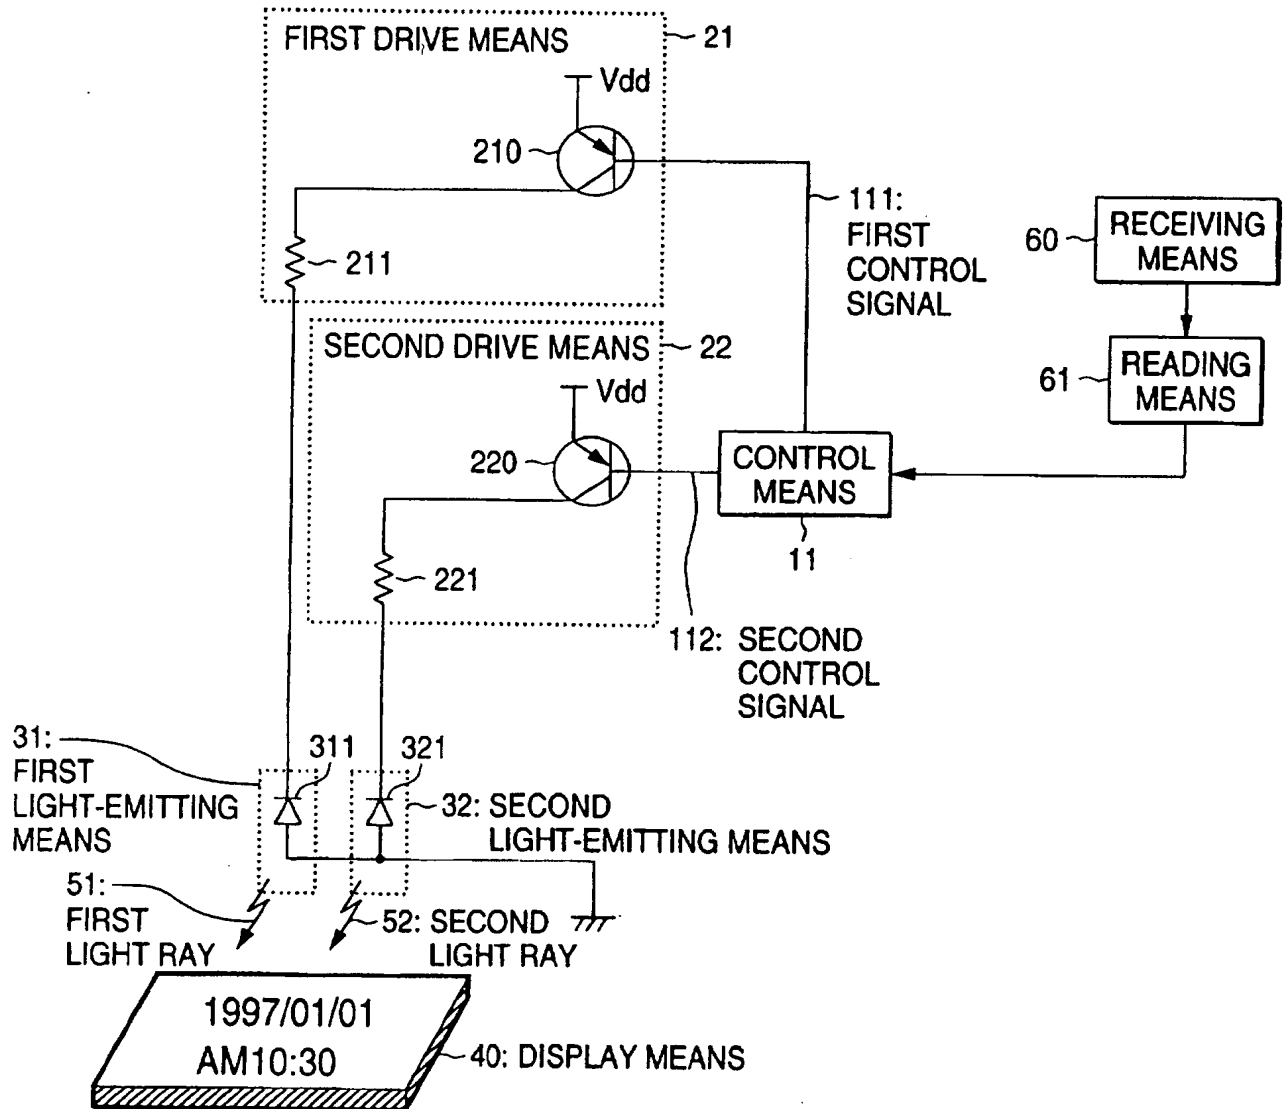 FIRST DRIVE MEANS
21
Vdd
210
211
111:
FIRST
CONTROL
SIGNAL
60
RECEIVING
MEANS
SECOND DRIVE MEANS
22
Vdd
220
221
61
READING
MEANS
CONTROL
MEANS
11
112: SECOND
CONTROL
SIGNAL
31:
FIRST
LIGHT-EMITTING
MEANS
311
321
32: SECOND
LIGHT-EMITTING MEANS
51:
FIRST
LIGHT RAY
52: SECOND
LIGHT RAY
1997/01/01
AM10:30
40: DISPLAY MEANS